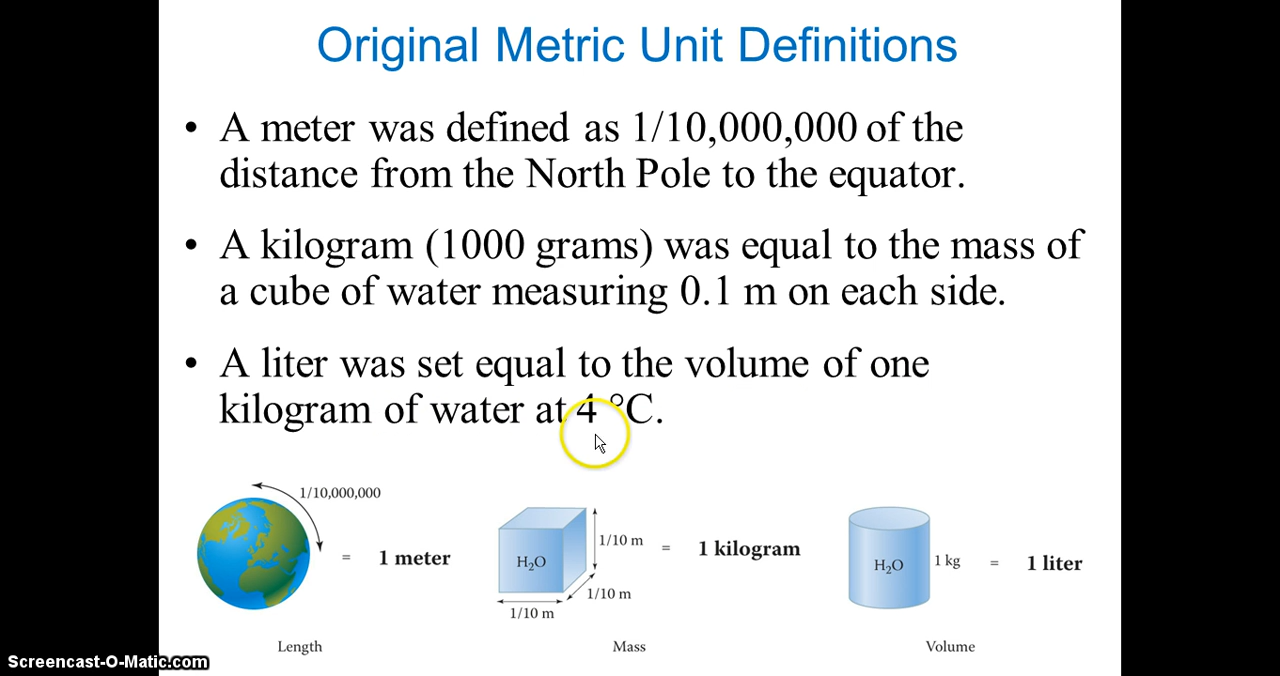 Original Metric Unit Definitions
• A meter was defined as 1/10,000,000 of the
distance from the North Pole to the equator.
• A kilogram (1000 grams) was equal to the mass of
a cube of water measuring 0.1 m on each side.
• A liter was set equal to the volume of one
kilogram of water at 4 °C.
1/10,000,000
= 1 meter
Length
H₂O
1/10 m
1/10 m
1/10 m
= 1 kilogram
Mass
H₂O
1 kg = 1 liter
Volume
Screencast-O-Matic.com